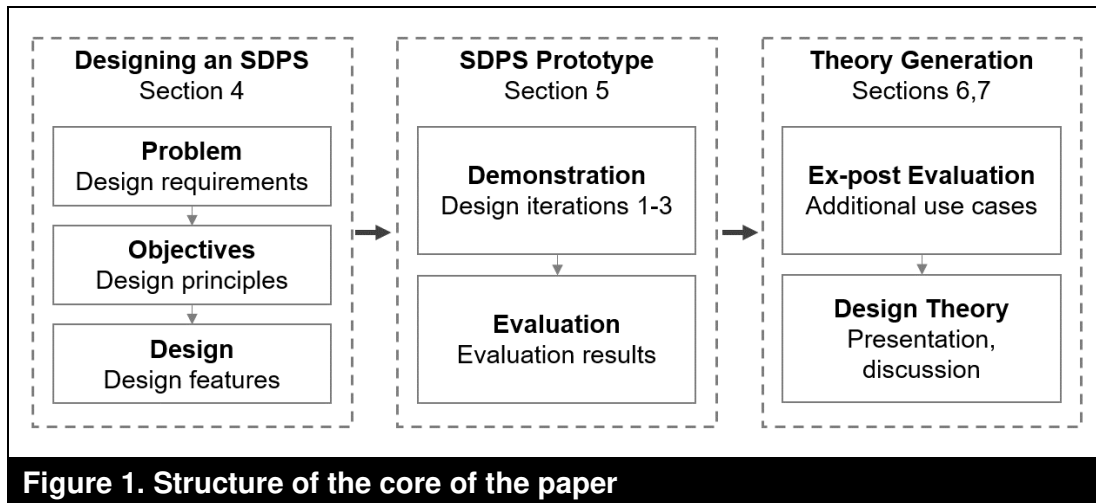 Designing an SDPS
Section 4
Problem
Design requirements
Objectives
Design principles
Design
Design features
SDPS Prototype
Section 5
Demonstration
Design iterations 1-3
Evaluation
Evaluation results
Theory Generation
Sections 6,7
Ex-post Evaluation
Additional use cases
Design Theory
Presentation,
discussion
Figure 1. Structure of the core of the paper